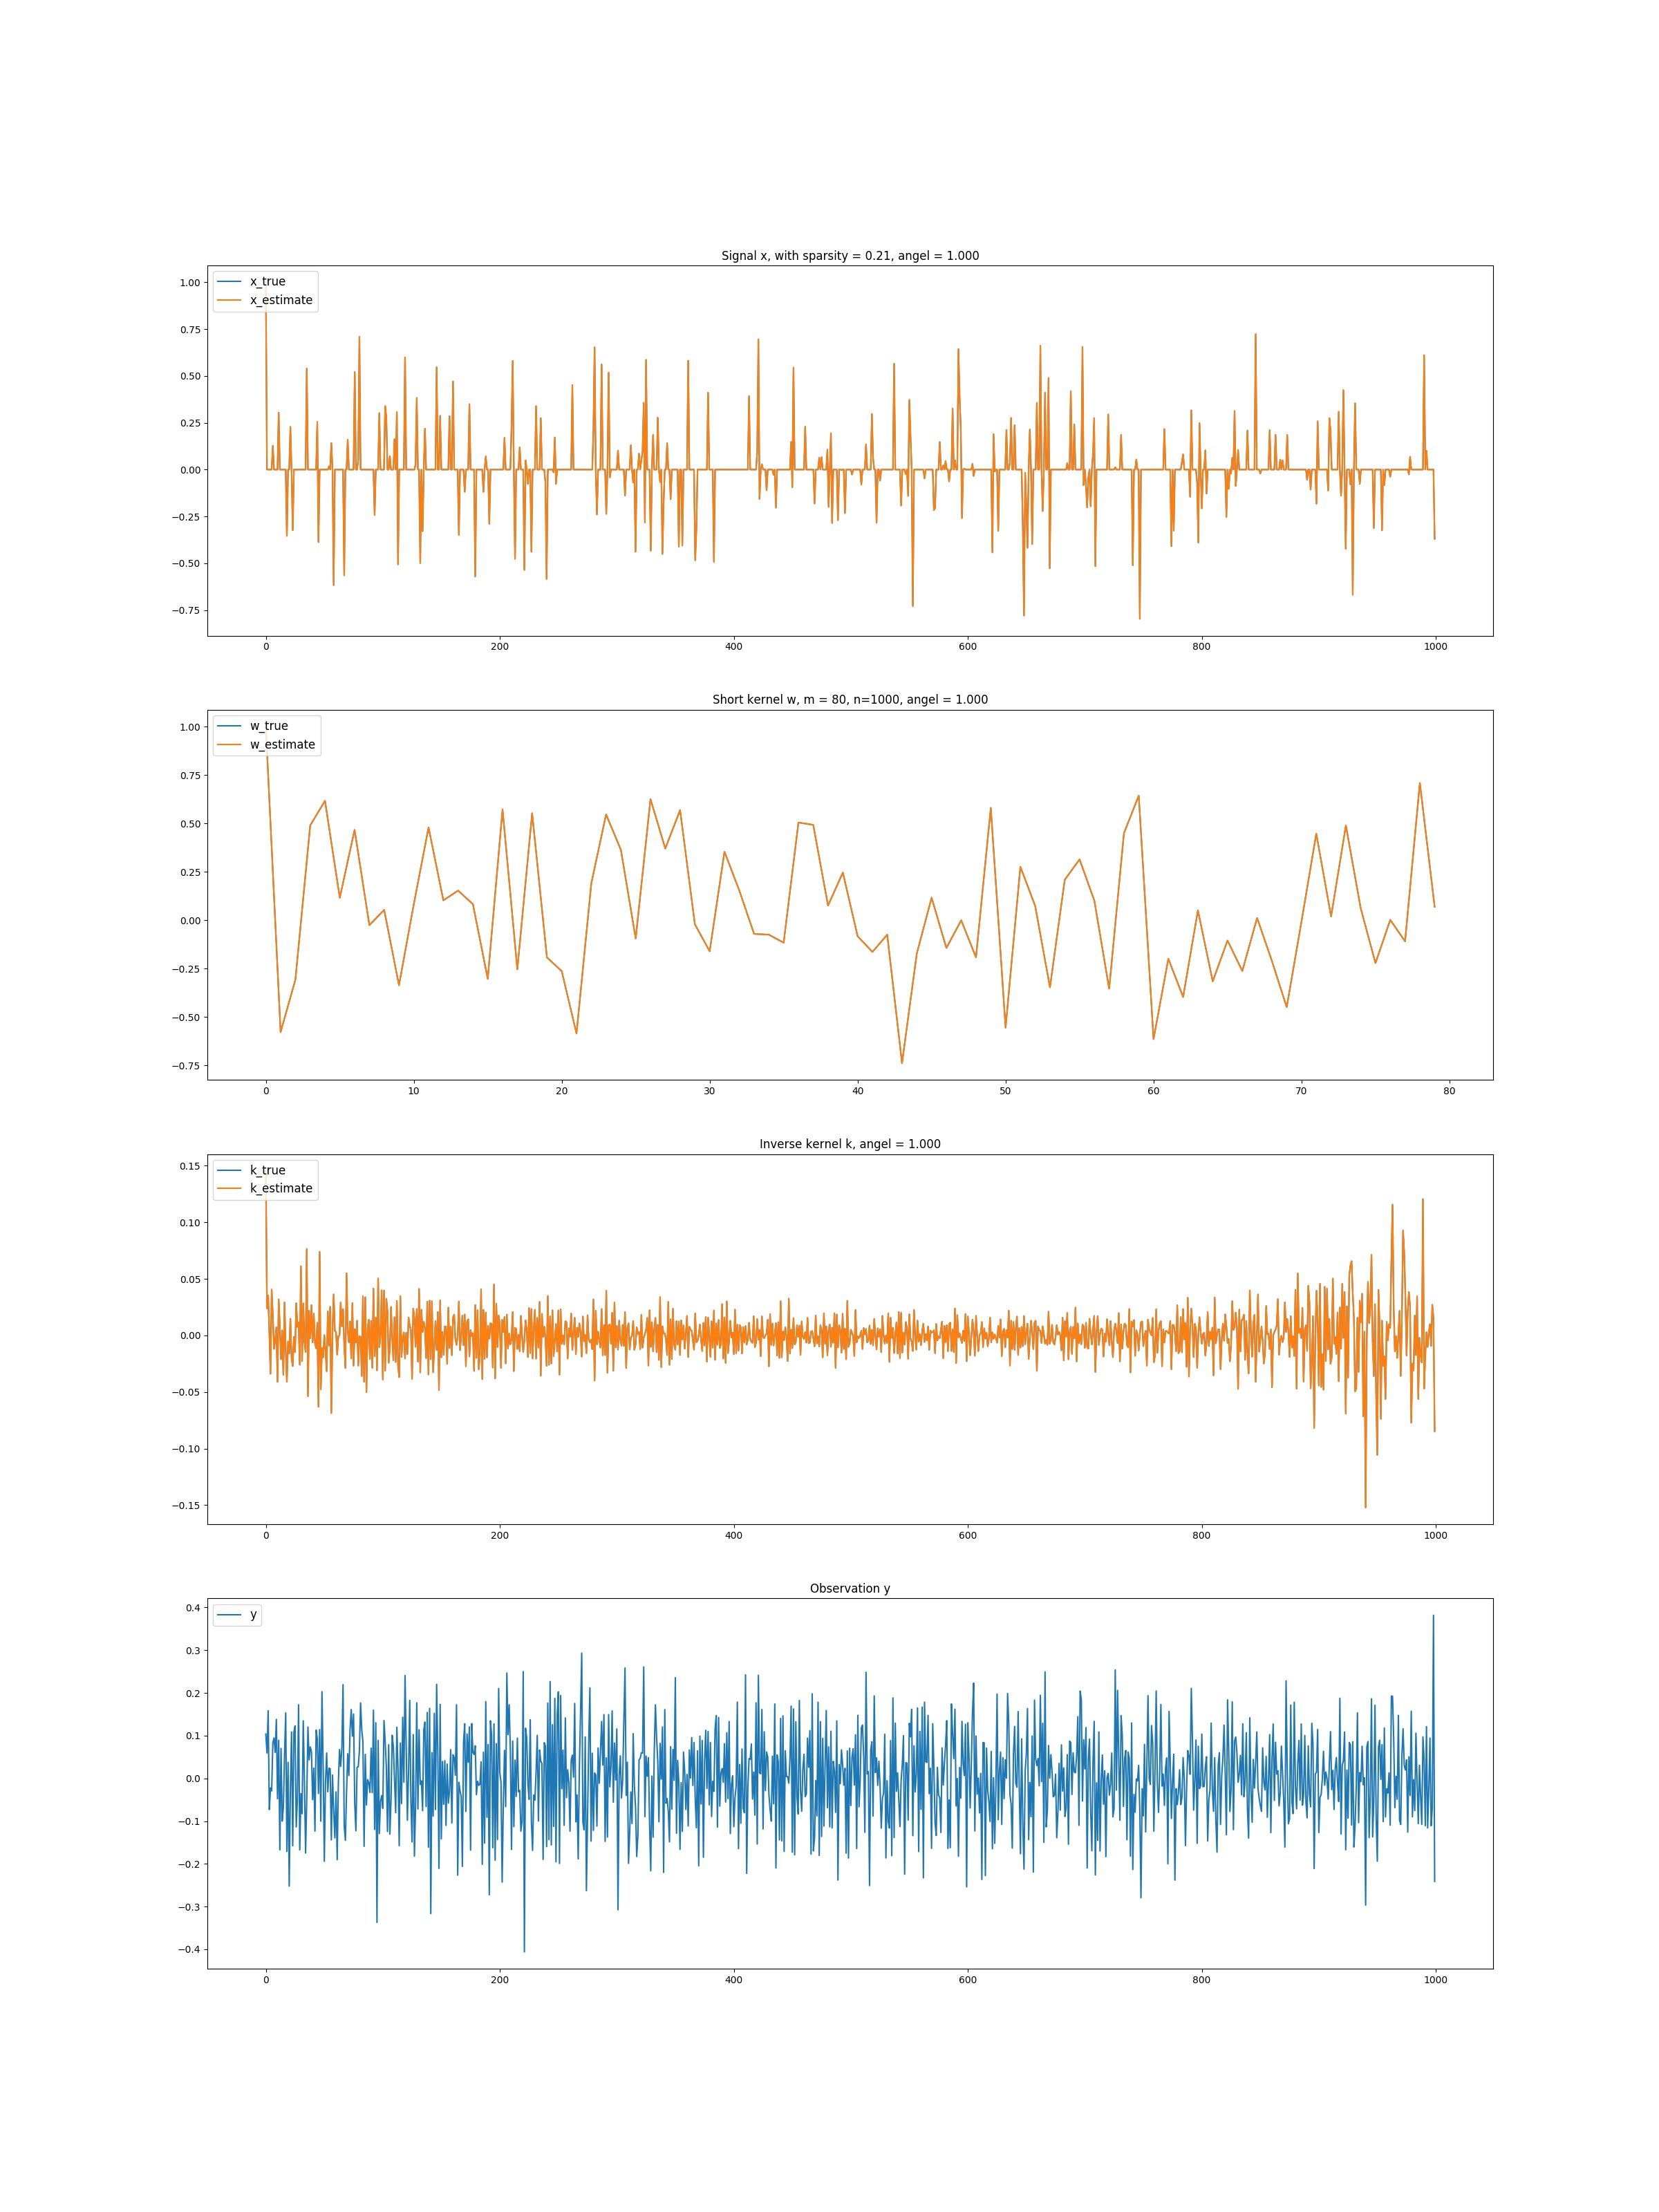 Signal x, with sparsity = 0.21, angel = 1.000
x_true
x_estimate
1.00
0.75
0.50
0.25
0.00
−0.25
−0.50
−0.75
0 200 400 600 800 1000
Short kernel w, m = 80, n=1000, angel = 1.000
w_true
w_estimate
1.00
0.75
0.50
0.25
0.00
−0.25
−0.50
−0.75
0 10 20 30 40 50 60 70 80
Inverse kernel k, angel = 1.000
k_true
k_estimate
0.15
0.10
0.05
0.00
−0.05
−0.10
−0.15
0 200 400 600 800 1000
Observation y
y
0.4
0.3
0.2
0.1
0.0
−0.1
−0.2
−0.3
−0.4
0 200 400 600 800 1000